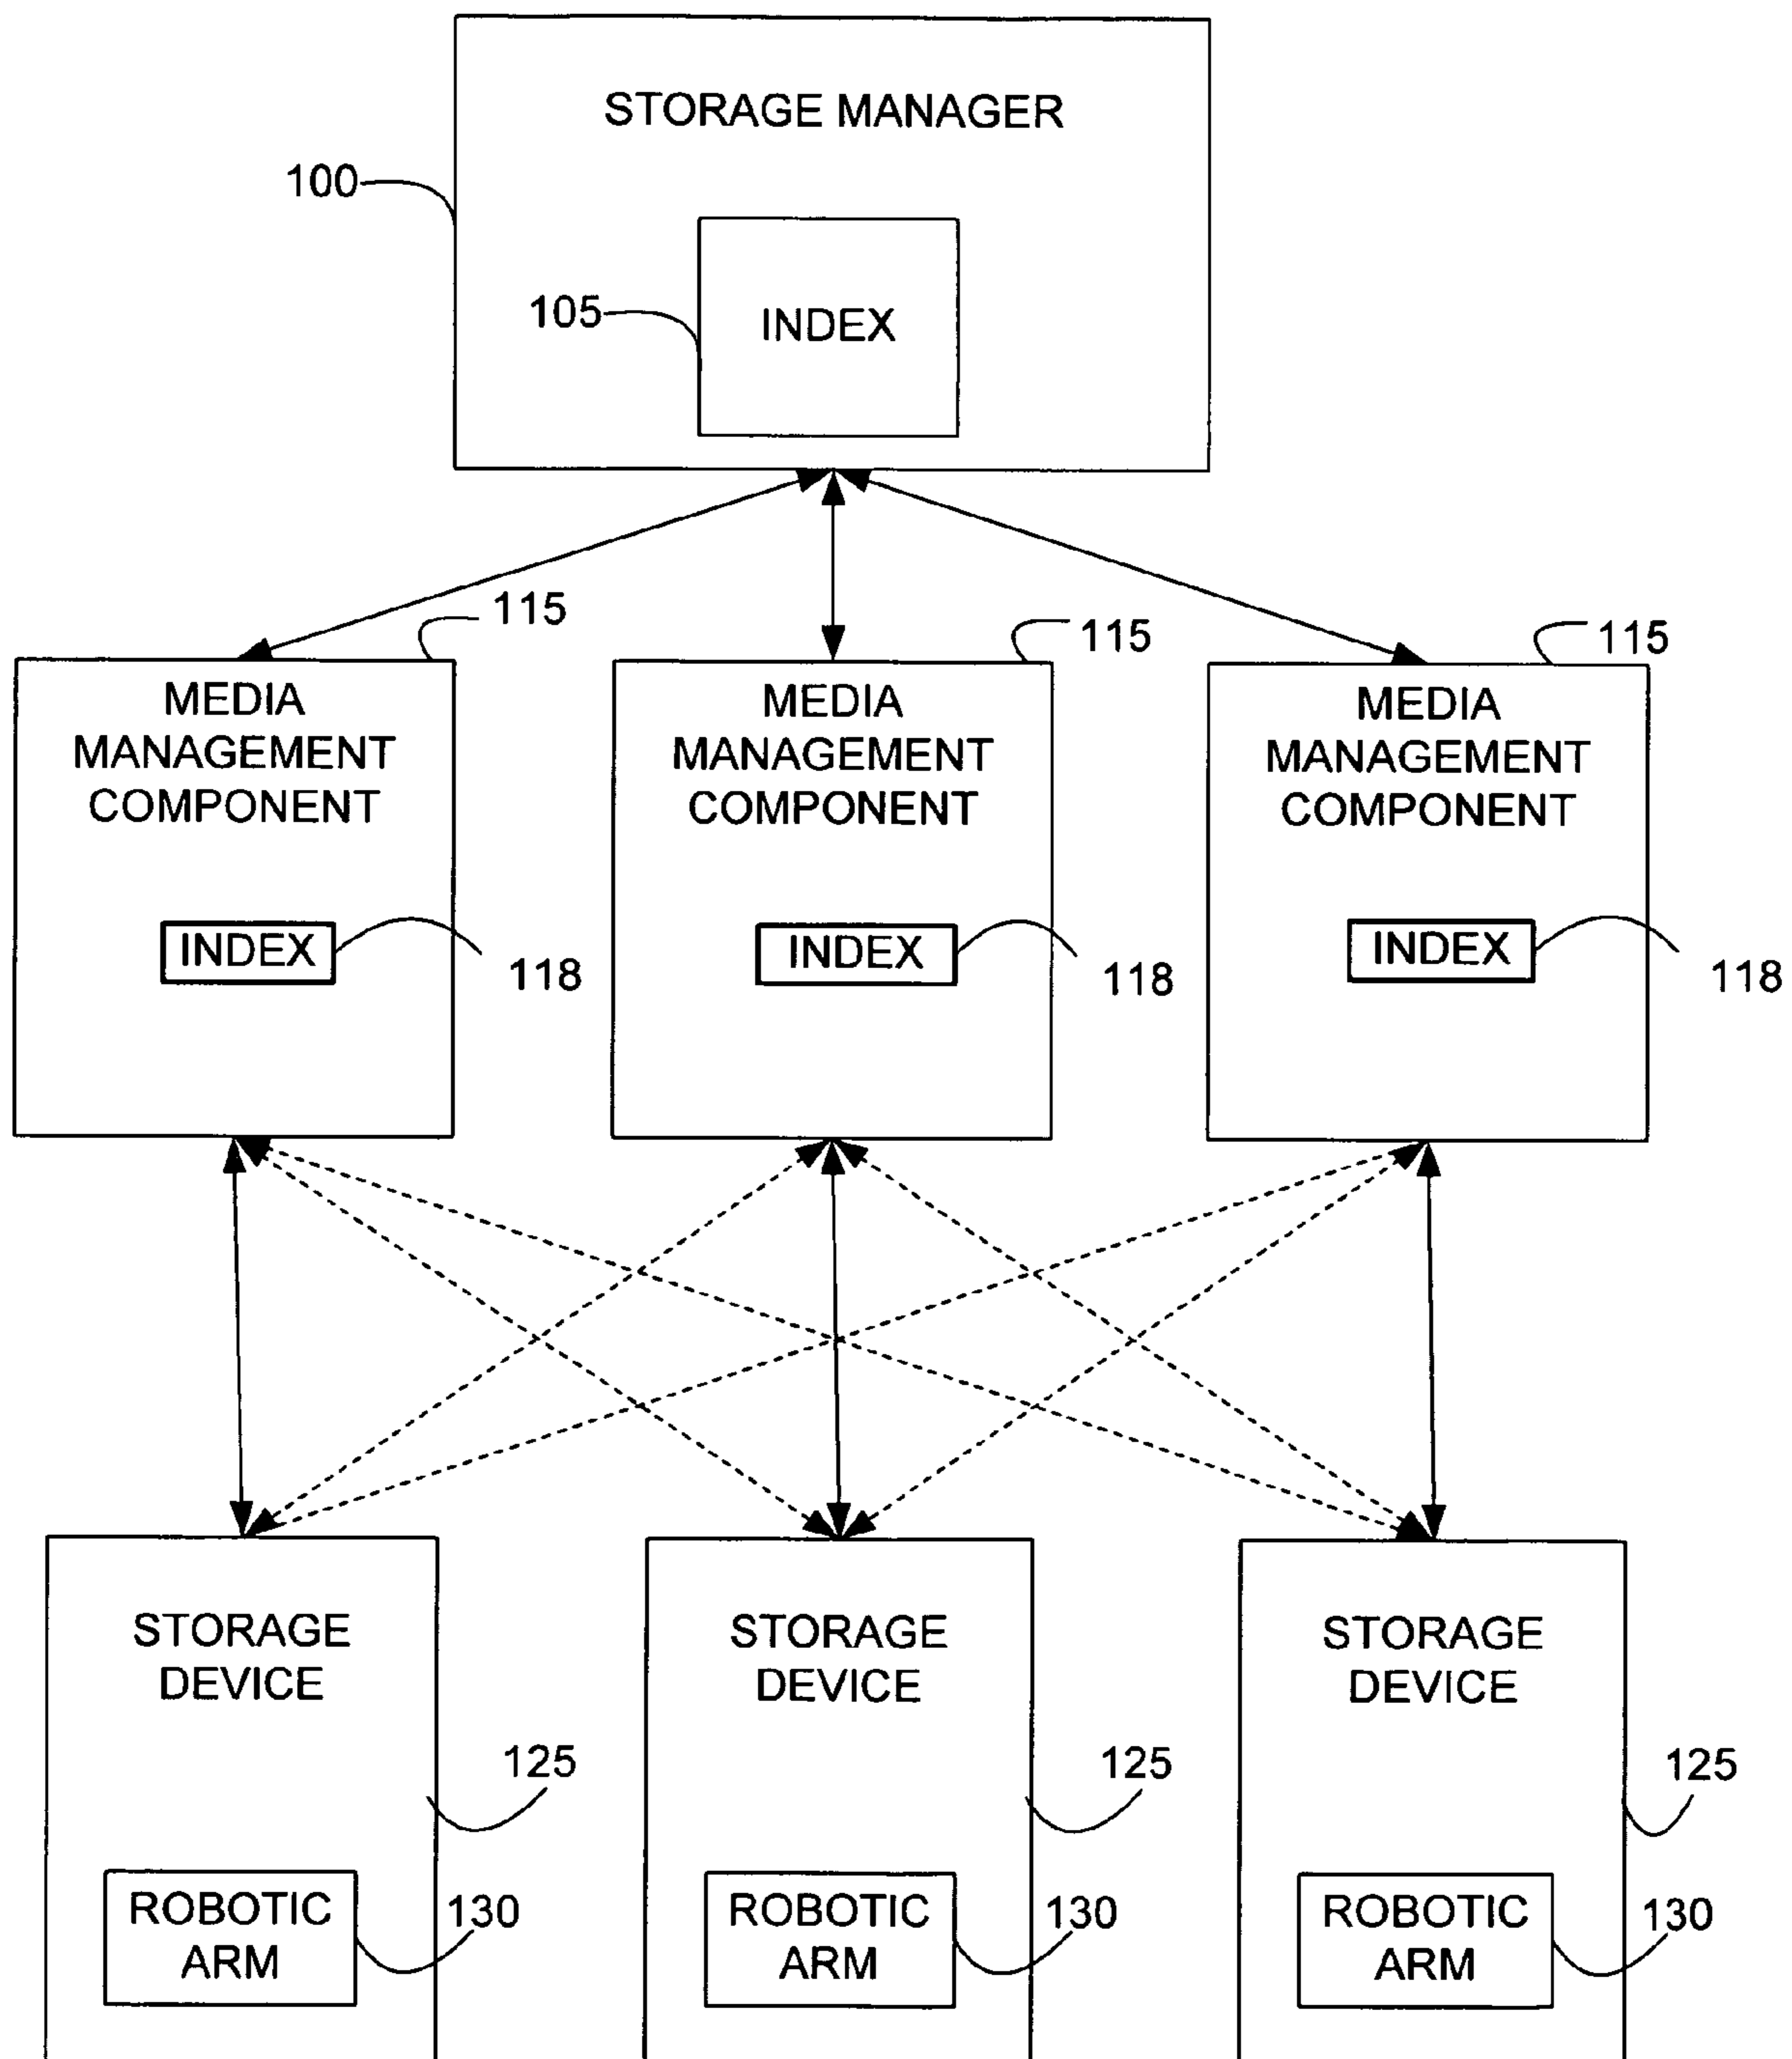 STORAGE MANAGER
100
105
INDEX
115
115
115
MEDIA
MANAGEMENT
COMPONENT
MEDIA
MANAGEMENT
COMPONENT
MEDIA
MANAGEMENT
COMPONENT
INDEX
118
INDEX
118
INDEX
118
STORAGE
DEVICE
STORAGE
DEVICE
STORAGE
DEVICE
125
125
125
ROBOTIC
ARM
130
ROBOTIC
ARM
130
ROBOTIC
ARM
130